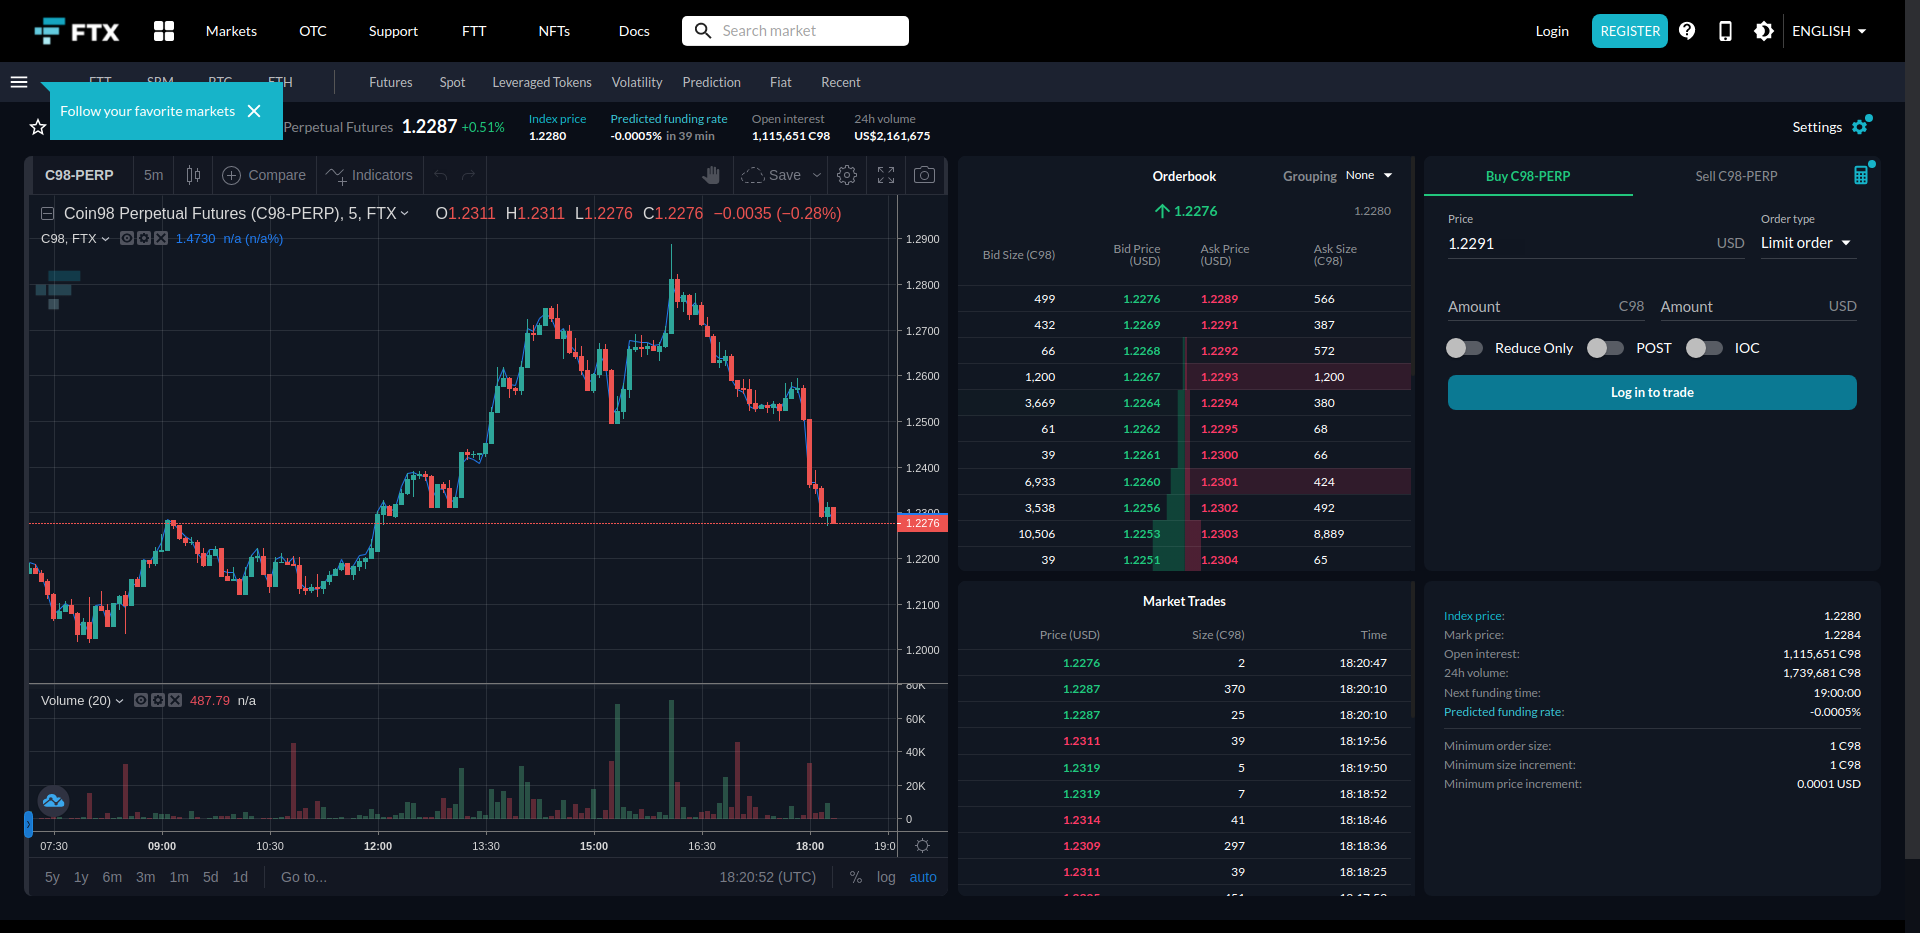 FTX Markets OTC Support FTT NFTs Docs Search market Login REGISTER ENGLISH
FTT SRM BTC ETH Futures Spot Leveraged Tokens Volatility Prediction Fiat Recent
Follow your favorite markets
Perpetual Futures 1.2287 +0.51%
Index price
1.2280
Predicted funding rate
-0.0005% in 39 min
Open interest
1,115,651 C98
24h volume
US$2,161,675
Settings
C98-PERP 5m Compare Indicators Save
Coin98 Perpetual Futures (C98-PERP), 5, FTX O1.2311 H1.2311 L1.2276 C1.2276 −0.0035 (−0.28%)
C98, FTX 1.4730 n/a (n/a%)
1.2900
1.2800
1.2700
1.2600
1.2500
1.2400
1.2300
1.2276
1.2200
1.2100
1.2000
Volume (20) 487.79 n/a
80K
60K
40K
20K
0
07:30 09:00 10:30 12:00 13:30 15:00 16:30 18:00 19:0
5y 1y 6m 3m 1m 5d 1d Go to... 18:20:52 (UTC) % log auto
Orderbook Grouping None
1.2276 1.2280
Bid Size (C98) Bid Price (USD) Ask Price (USD) Ask Size (C98)
499 1.2276 1.2289 566
432 1.2269 1.2291 387
66 1.2268 1.2292 572
1,200 1.2267 1.2293 1,200
3,669 1.2264 1.2294 380
61 1.2262 1.2295 68
39 1.2261 1.2300 66
6,933 1.2260 1.2301 424
3,538 1.2256 1.2302 492
10,506 1.2253 1.2303 8,889
39 1.2251 1.2304 65
Market Trades
Price (USD) Size (C98) Time
1.2276 2 18:20:47
1.2287 370 18:20:10
1.2287 25 18:20:10
1.2311 39 18:19:56
1.2319 5 18:19:50
1.2319 7 18:18:52
1.2314 41 18:18:46
1.2309 297 18:18:36
1.2311 39 18:18:25
Buy C98-PERP Sell C98-PERP
Price Order type
1.2291 USD Limit order
Amount C98 Amount USD
Reduce Only POST IOC
Log in to trade
Index price: 1.2280
Mark price: 1.2284
Open interest: 1,115,651 C98
24h volume: 1,739,681 C98
Next funding time: 19:00:00
Predicted funding rate: -0.0005%
Minimum order size: 1 C98
Minimum size increment: 1 C98
Minimum price increment: 0.0001 USD